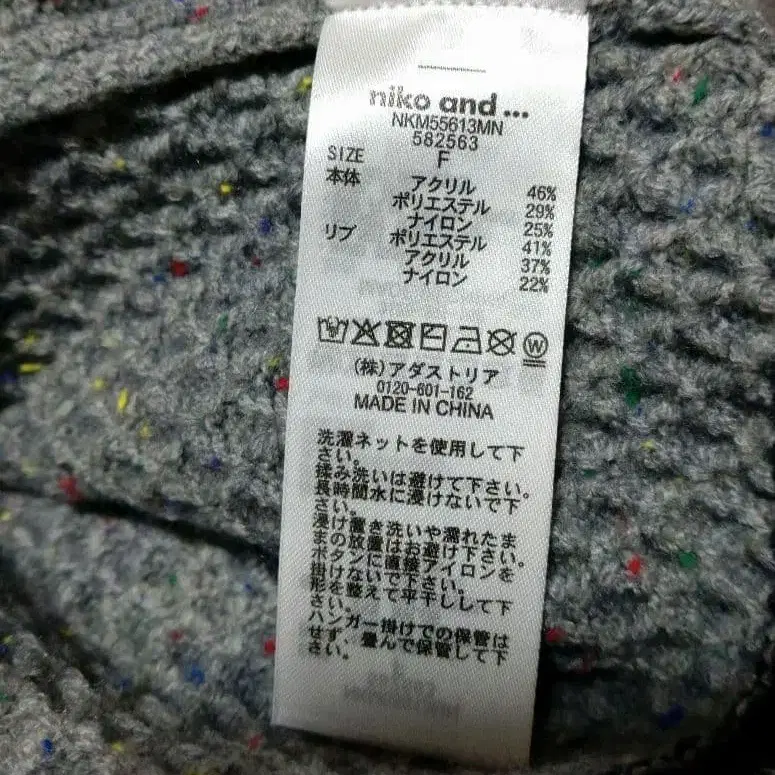 niko and ...
NKM55613MN
582563
SIZE F
本体 アクリル 46%
ポリエステル 29%
ナイロン 25%
リブ ポリエステル 41%
アクリル 37%
ナイロン 22%
W
(株)アダストリア
0120-601-162
MADE IN CHINA
洗濯ネットを使用して下
さい。
揉み洗いは避けて下さい。
長時間水に浸けないで下
さい。
浸け置き洗いや濡れたま
まの放置はお避け下さい。
ボタンに直接アイロンを
掛けないで下さい。
形を整えて平干しして下
さい。
ハンガー掛けでの保管は
せず、畳んで保管して下
さい。